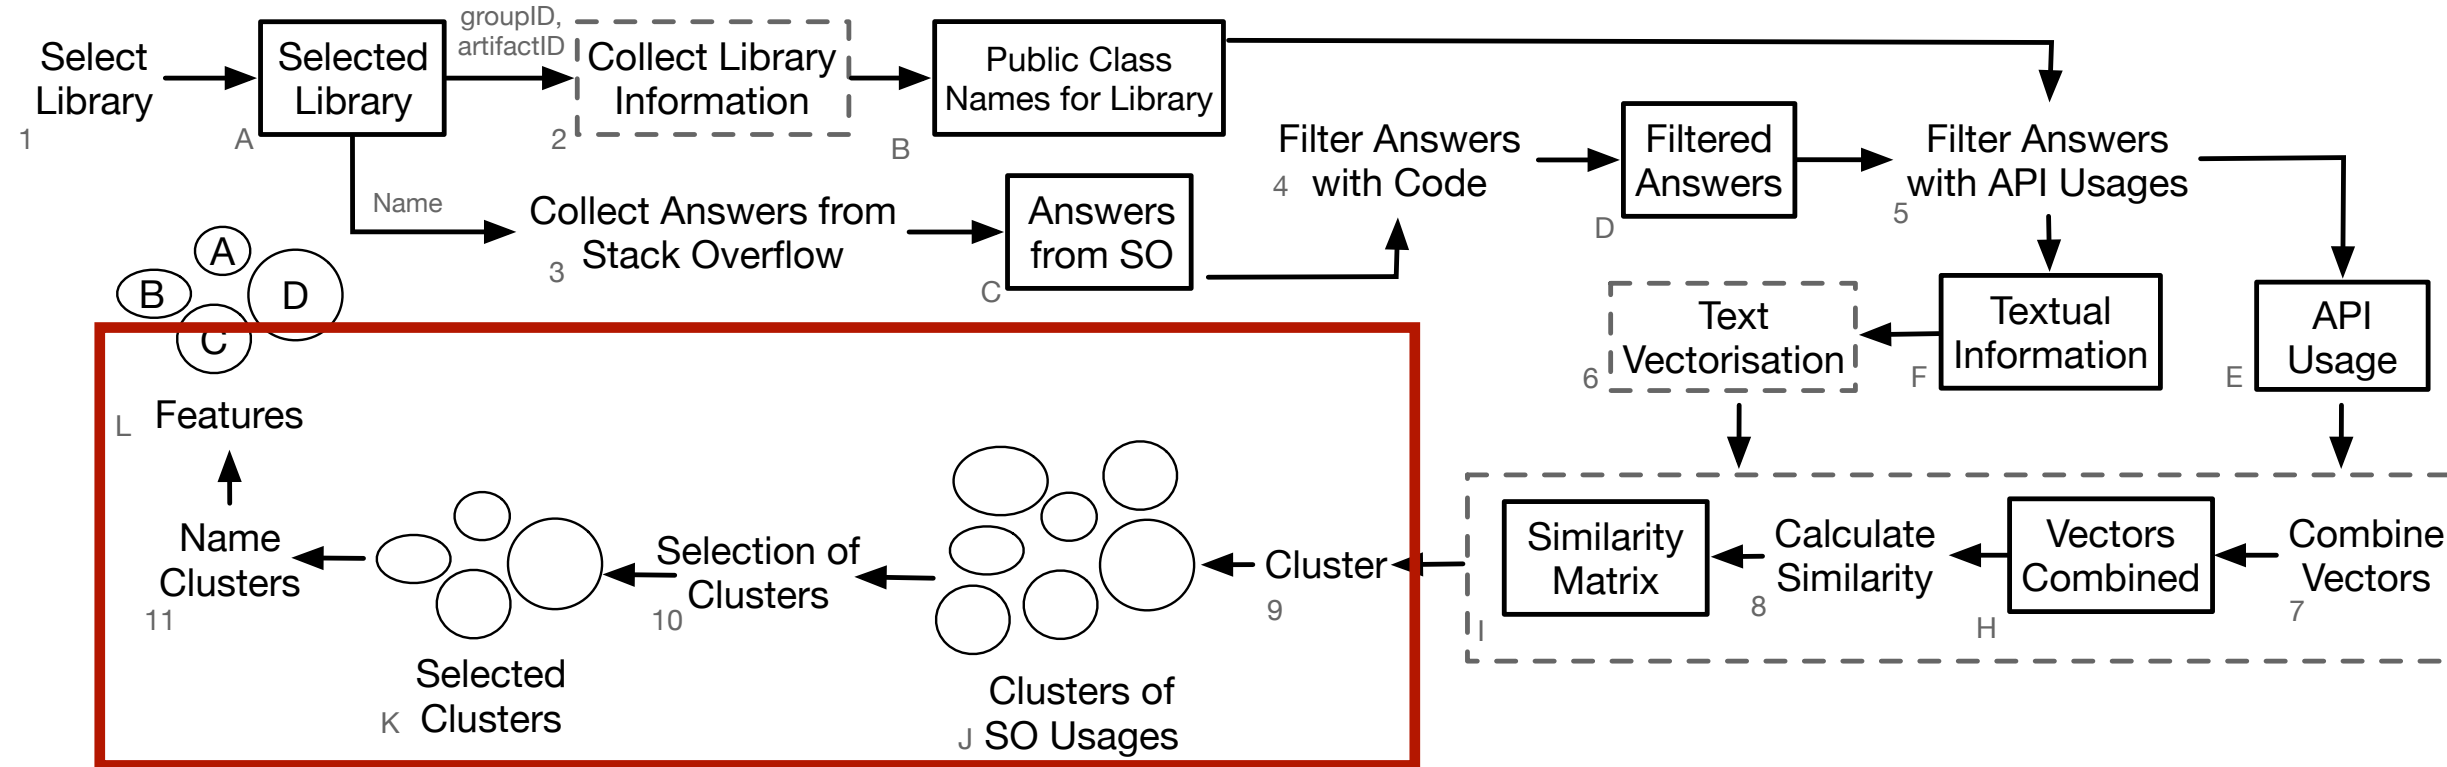 Select
Library
1
Selected
Library
A
groupID,
artifactID
Collect Library
Information
2
Public Class
Names for Library
B
Name
Collect Answers from
Stack Overflow
3
Answers
from SO
C
Filter Answers
with Code
4
Filtered
Answers
D
Filter Answers
with API Usages
5
Textual
Information
F
API
Usage
E
Text
Vectorisation
6
Combine
Vectors
7
Vectors
Combined
H
Calculate
Similarity
8
Similarity
Matrix
I
Cluster
9
Clusters of
SO Usages
J
Selection of
Clusters
10
Selected
Clusters
K
Name
Clusters
11
Features
L
A
B
D
C